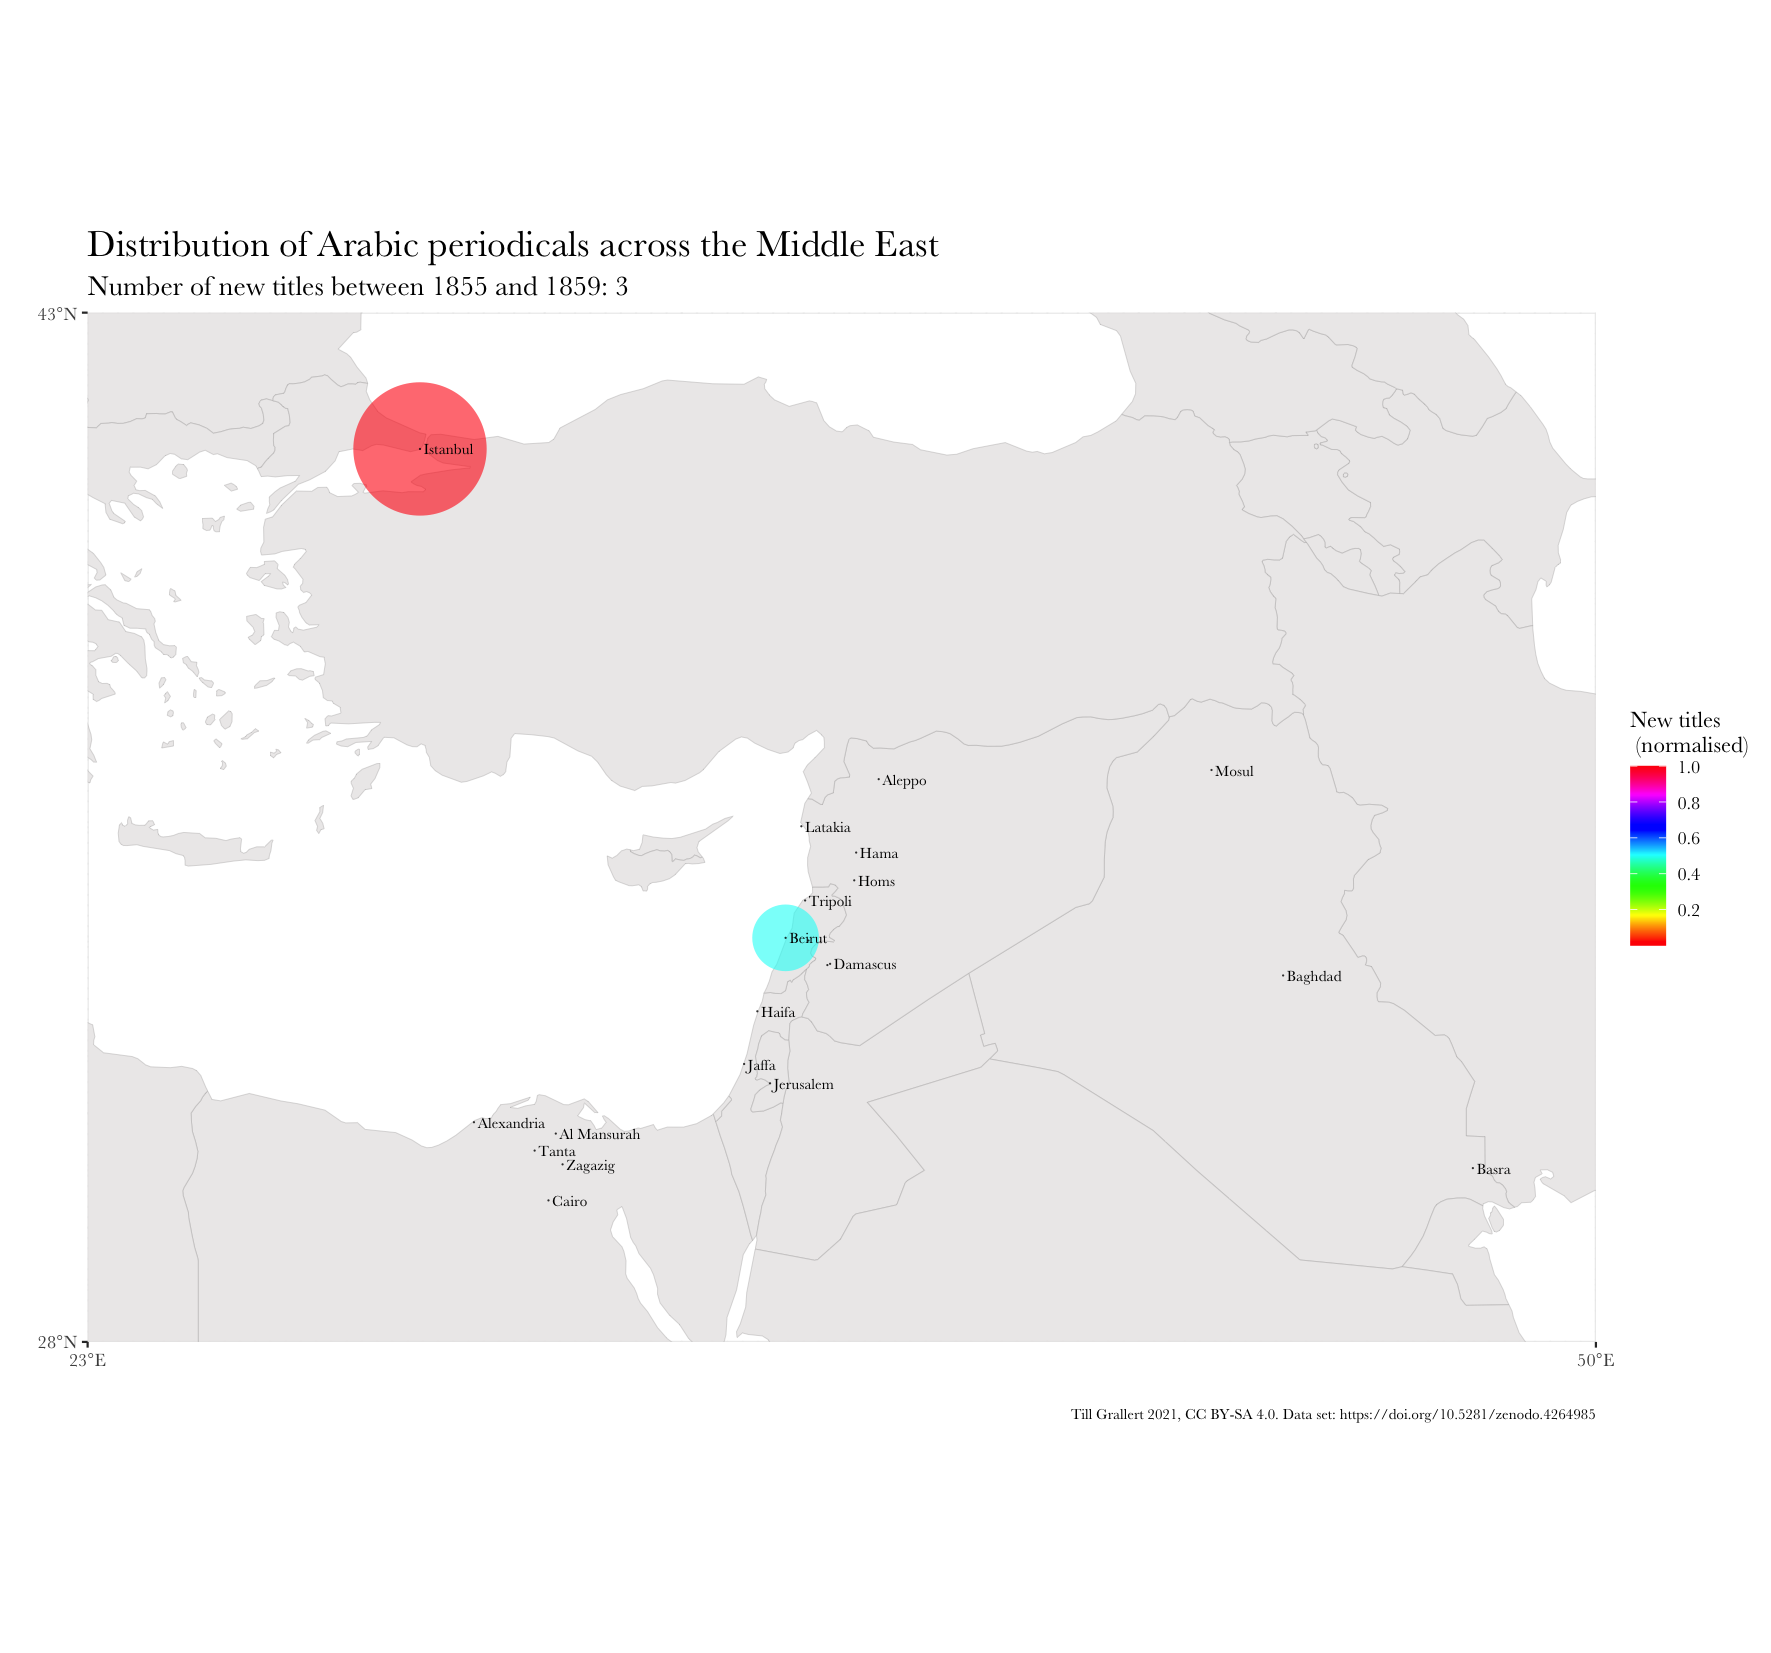 Distribution of Arabic periodicals across the Middle East
Number of new titles between 1855 and 1859: 3
43°N
Istanbul
New titles
(normalised)
1.0
0.8
0.6
0.4
0.2
Aleppo
Mosul
Latakia
Hama
Homs
Tripoli
Beirut
Damascus
Baghdad
Haifa
Jaffa
Jerusalem
Alexandria
Al Mansurah
Tanta
Zagazig
Basra
Cairo
28°N
23°E
50°E
Till Grallert 2021, CC BY-SA 4.0. Data set: https://doi.org/10.5281/zenodo.4264985